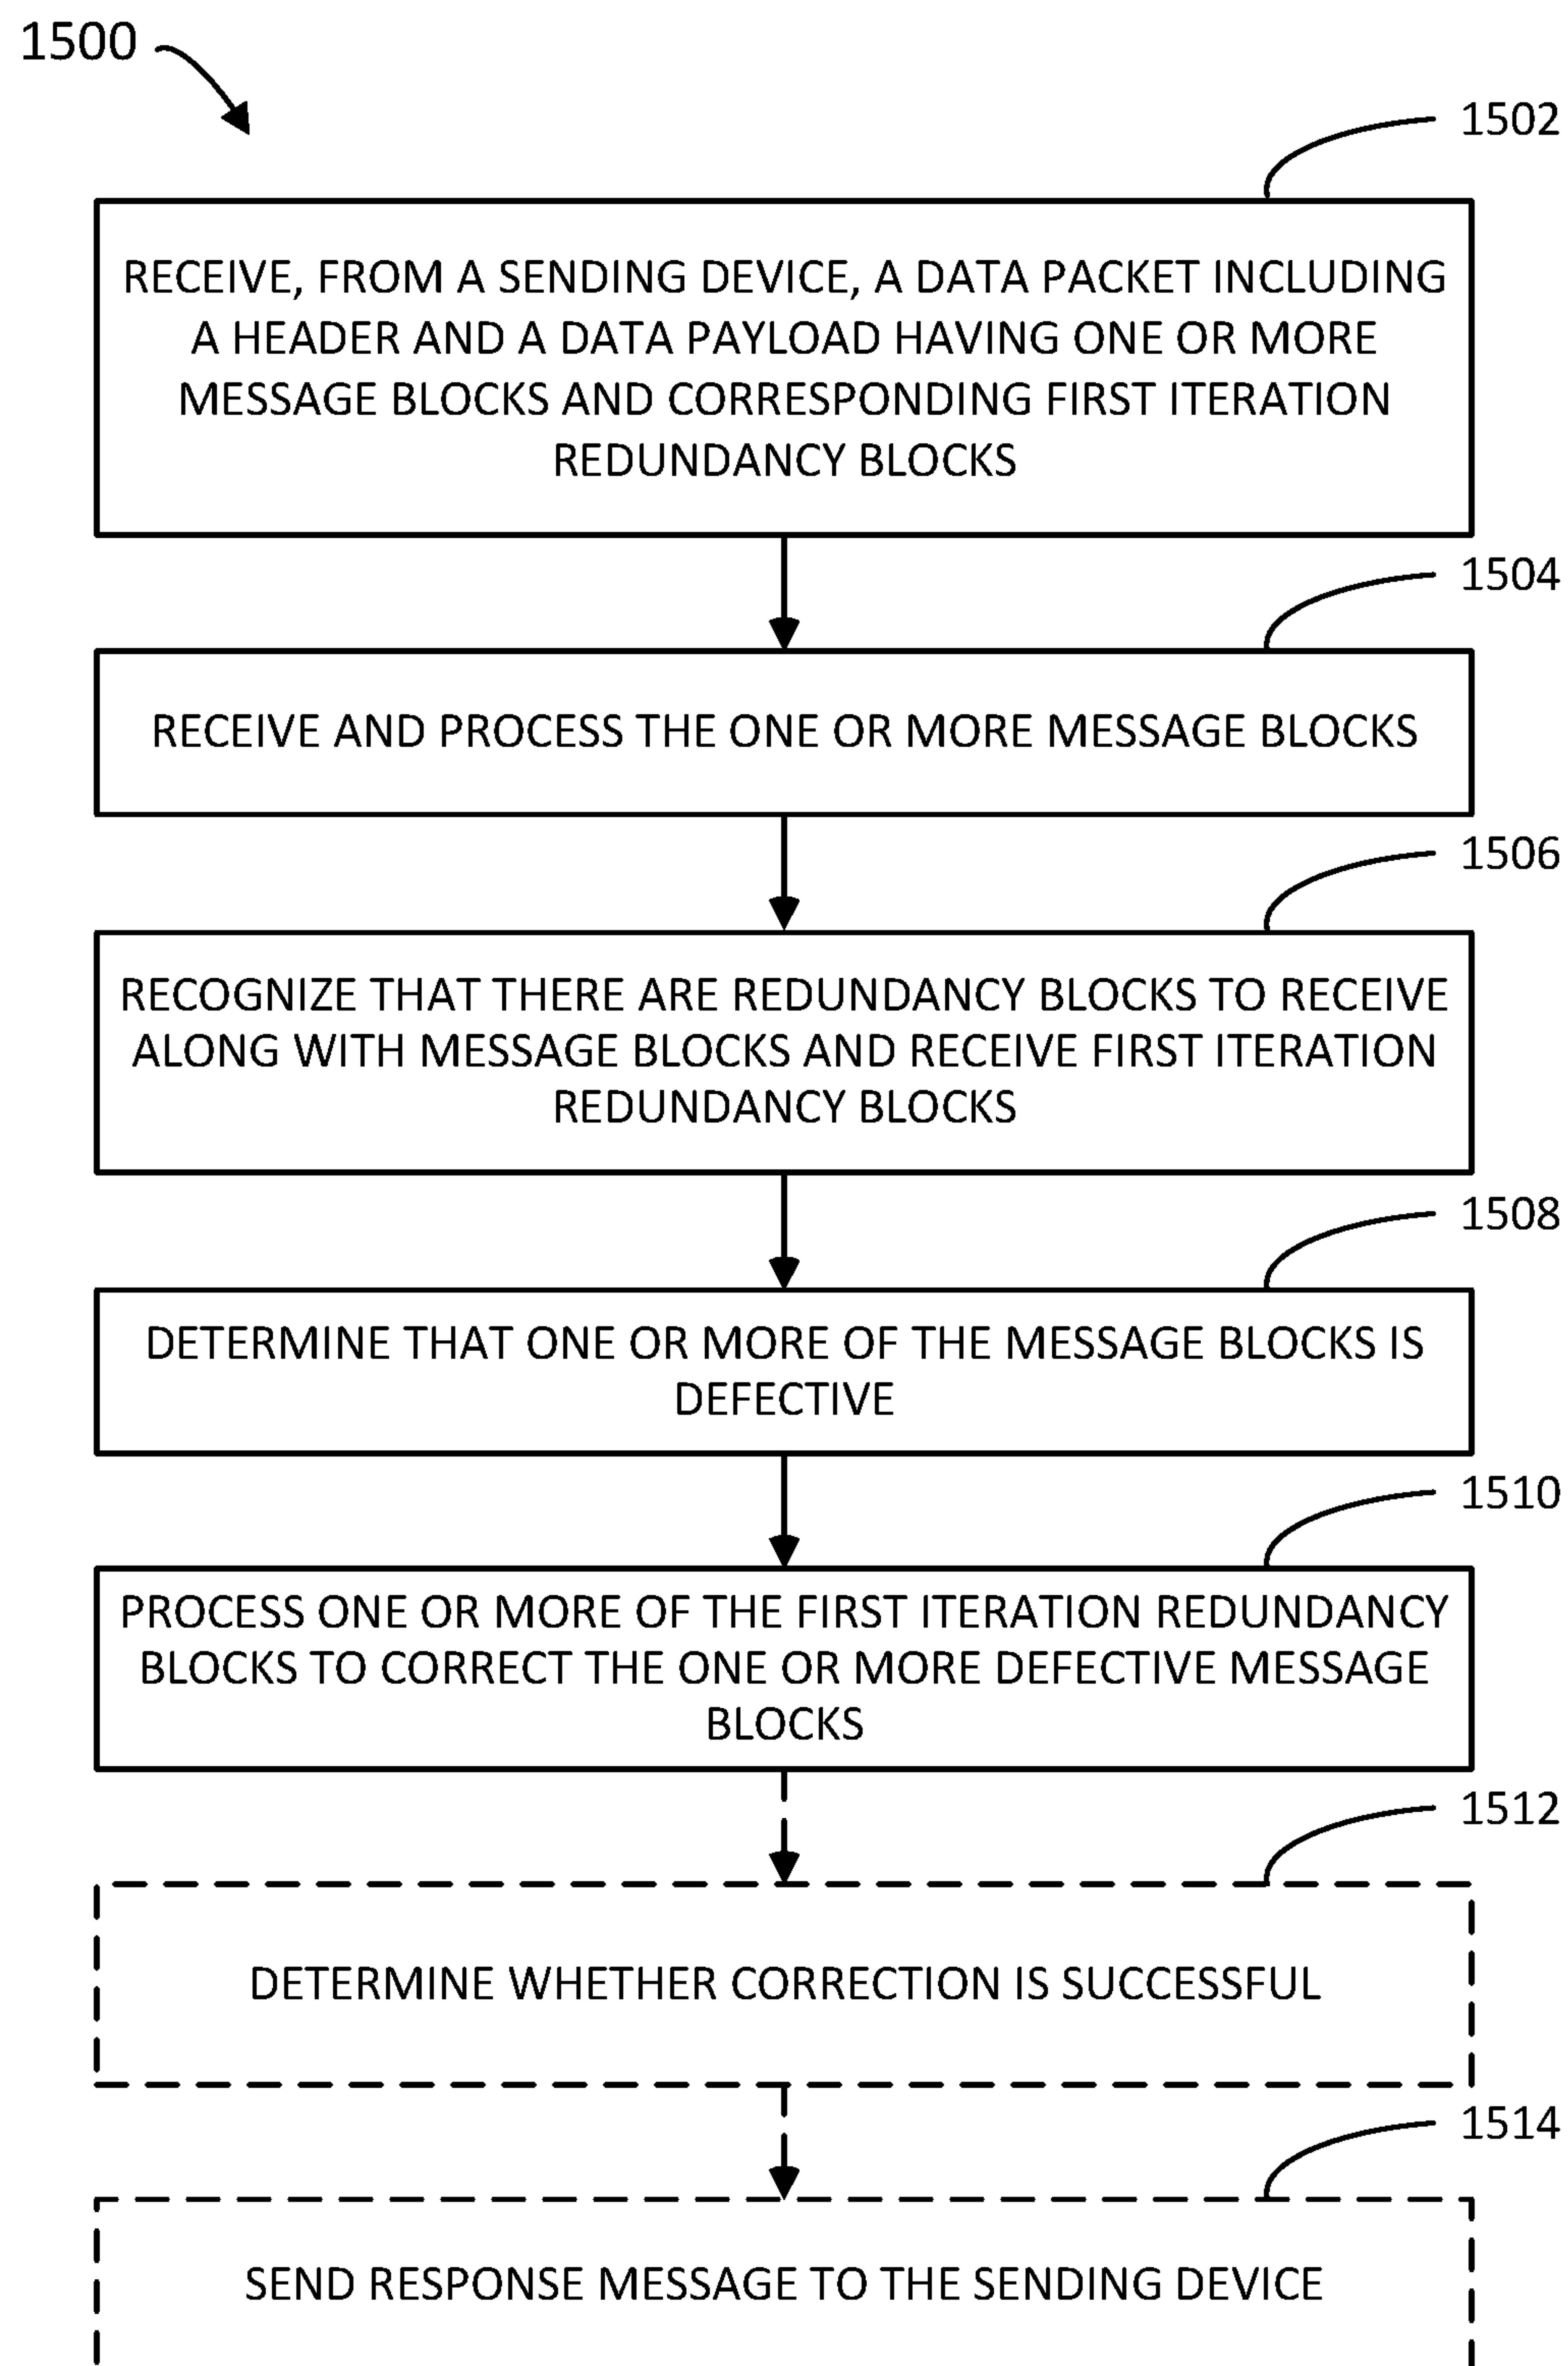 1500
1502
RECEIVE, FROM A SENDING DEVICE, A DATA PACKET INCLUDING
A HEADER AND A DATA PAYLOAD HAVING ONE OR MORE
MESSAGE BLOCKS AND CORRESPONDING FIRST ITERATION
REDUNDANCY BLOCKS
1504
RECEIVE AND PROCESS THE ONE OR MORE MESSAGE BLOCKS
1506
RECOGNIZE THAT THERE ARE REDUNDANCY BLOCKS TO RECEIVE
ALONG WITH MESSAGE BLOCKS AND RECEIVE FIRST ITERATION
REDUNDANCY BLOCKS
1508
DETERMINE THAT ONE OR MORE OF THE MESSAGE BLOCKS IS
DEFECTIVE
1510
PROCESS ONE OR MORE OF THE FIRST ITERATION REDUNDANCY
BLOCKS TO CORRECT THE ONE OR MORE DEFECTIVE MESSAGE
BLOCKS
1512
DETERMINE WHETHER CORRECTION IS SUCCESSFUL
1514
SEND RESPONSE MESSAGE TO THE SENDING DEVICE